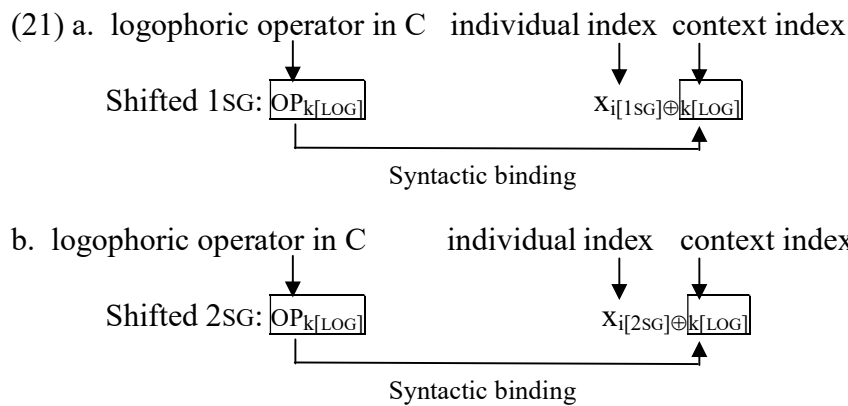 (21) a. logophoric operator in C individual index context index
Shifted 1SG: OPk[LOG] xi[1SG]⊕k[LOG]
Syntactic binding
b. logophoric operator in C individual index context index
Shifted 2SG: OPk[LOG] xi[2SG]⊕k[LOG]
Syntactic binding